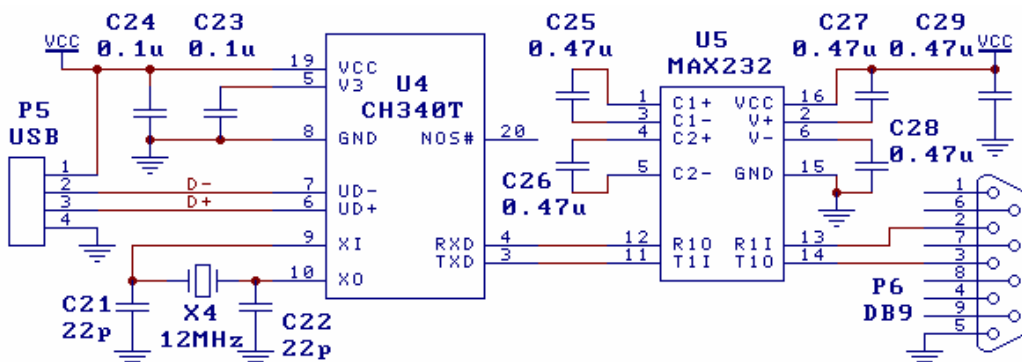 C24
0.1u
C23
0.1u
VCC
P5
USB
1
2
3
4
D-
D+
19
5
8
7
6
9
10
VCC
V3
GND
UD-
UD+
XI
XO
U4
CH340T
NOS#
20
RXD
TXD
4
3
C21
22p
X4
12MHz
C22
22p
C25
0.47u
C26
0.47u
1
3
4
5
12
11
U5
MAX232
C1+
C1-
C2+
C2-
R1O
T1I
VCC
V+
V-
GND
R1I
T1O
16
2
6
15
13
14
C27
0.47u
C29
0.47u
VCC
C28
0.47u
P6
DB9
1
6
2
7
3
8
4
9
5